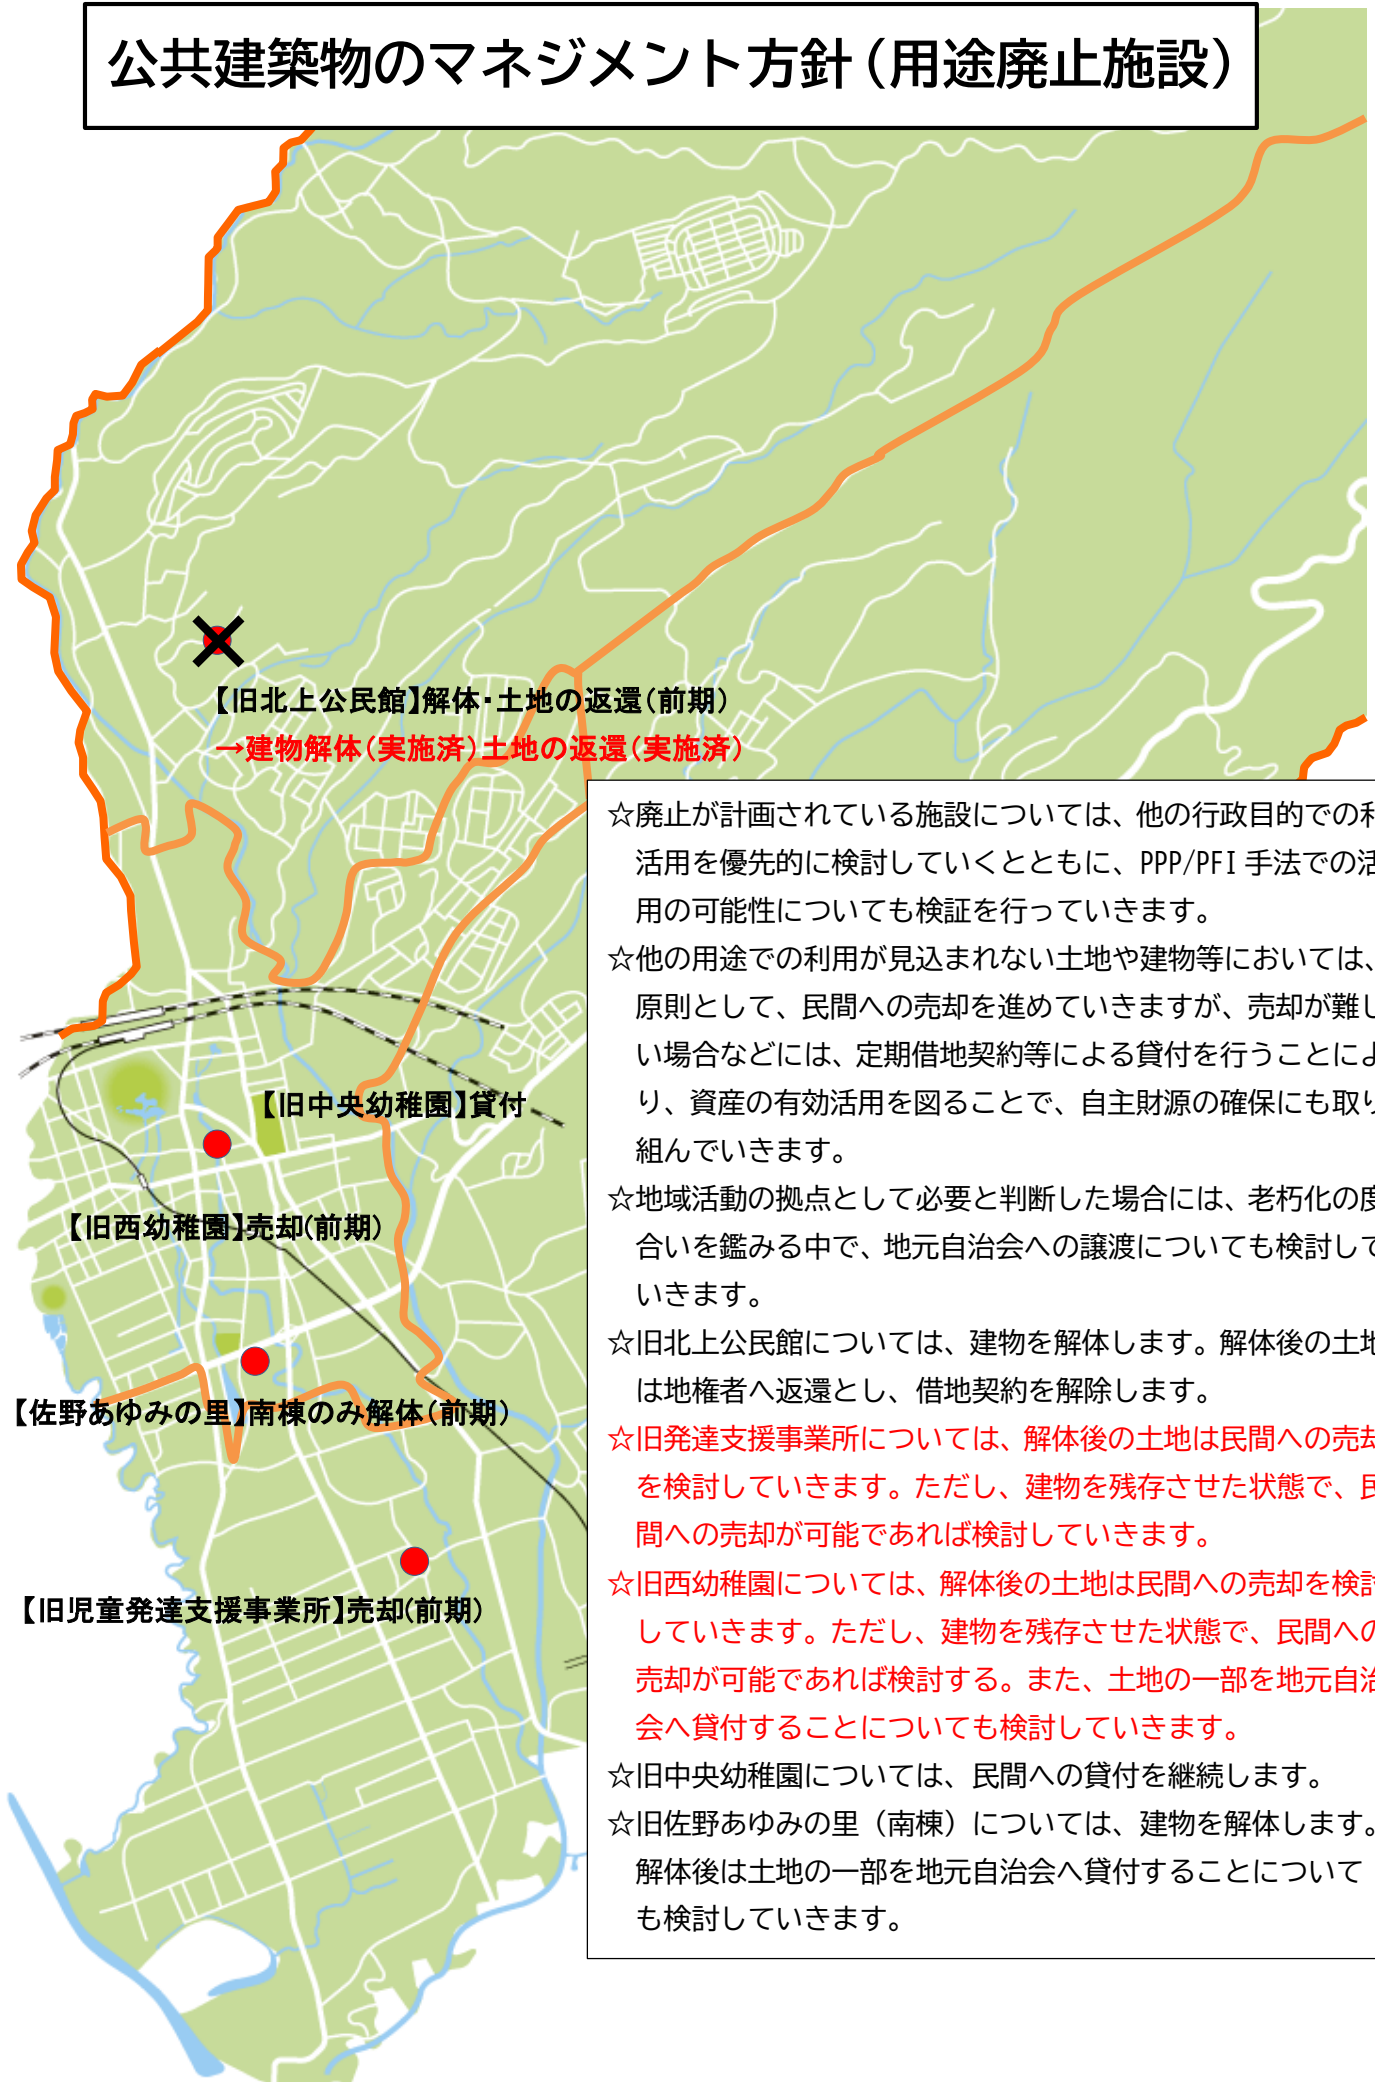 公共建築物のマネジメント方針（用途廃止施設）
【旧北上公民館】解体・土地の返還（前期）
→建物解体（実施済）土地の返還（実施済）
【旧中央幼稚園】貸付
【旧西幼稚園】売却(前期)
【佐野あゆみの里】南棟のみ解体（前期）
【旧児童発達支援事業所】売却(前期)
☆廃止が計画されている施設については、他の行政目的での利
活用を優先的に検討していくとともに、PPP/PFI 手法での活
用の可能性についても検証を行っていきます。
☆他の用途での利用が見込まれない土地や建物等においては、
原則として、民間への売却を進めていきますが、売却が難し
い場合などには、定期借地契約等による貸付を行うことによ
り、資産の有効活用を図ることで、自主財源の確保にも取り
組んでいきます。
☆地域活動の拠点として必要と判断した場合には、老朽化の度
合いを鑑みる中で、地元自治会への譲渡についても検討して
いきます。
☆旧北上公民館については、建物を解体します。解体後の土地
は地権者へ返還とし、借地契約を解除します。
☆旧発達支援事業所については、解体後の土地は民間への売却
を検討していきます。ただし、建物を残存させた状態で、民
間への売却が可能であれば検討していきます。
☆旧西幼稚園については、解体後の土地は民間への売却を検討
していきます。ただし、建物を残存させた状態で、民間への
売却が可能であれば検討する。また、土地の一部を地元自治
会へ貸付することについても検討していきます。
☆旧中央幼稚園については、民間への貸付を継続します。
☆旧佐野あゆみの里（南棟）については、建物を解体します。
解体後は土地の一部を地元自治会へ貸付することについて
も検討していきます。